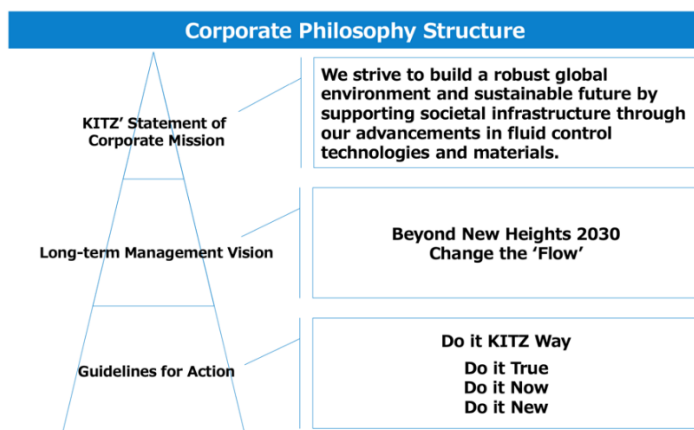 Corporate Philosophy Structure
KITZ' Statement of
Corporate Mission
We strive to build a robust global
environment and sustainable future by
supporting societal infrastructure through
our advancements in fluid control
technologies and materials.
Long-term Management Vision
Beyond New Heights 2030
Change the ‘Flow’
Guidelines for Action
Do it KITZ Way
Do it True
Do it Now
Do it New